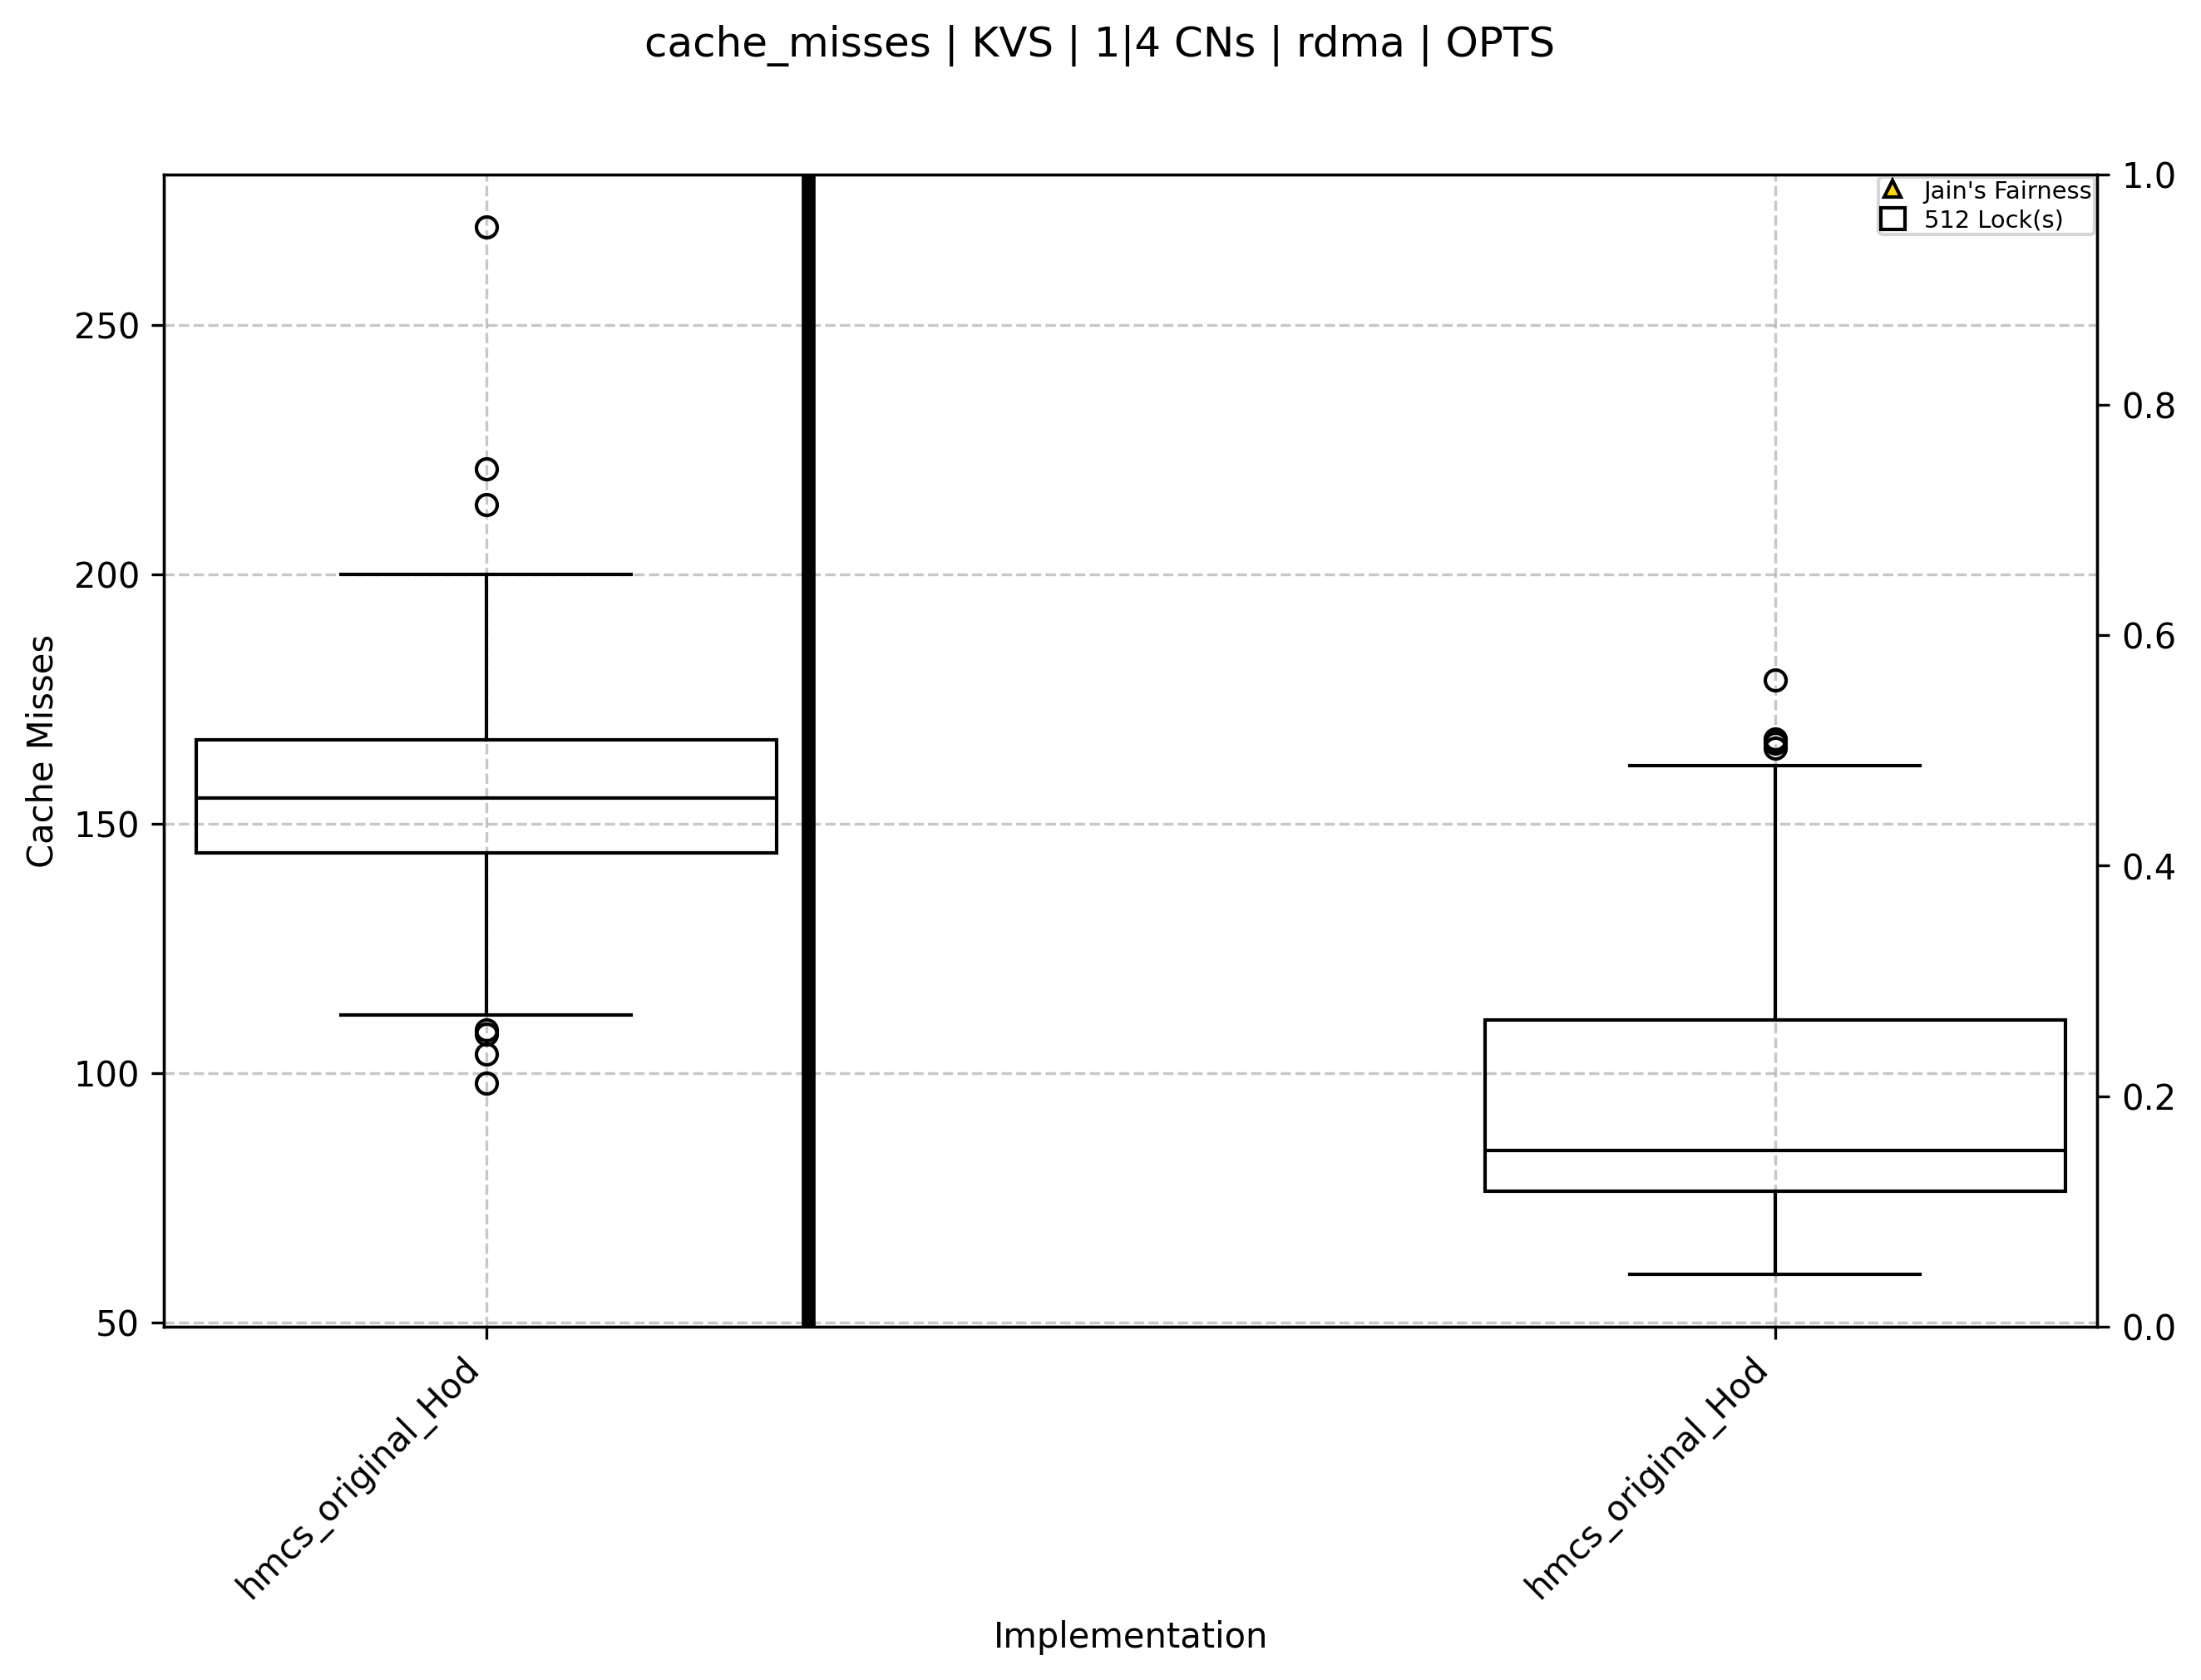 cache_misses | KVS | 1|4 CNs | rdma | OPTS
Jain's Fairness
512 Lock(s)
Cache Misses
250
200
150
100
50
1.0
0.8
0.6
0.4
0.2
0.0
hmcs_original_Hod
hmcs_original_Hod
Implementation